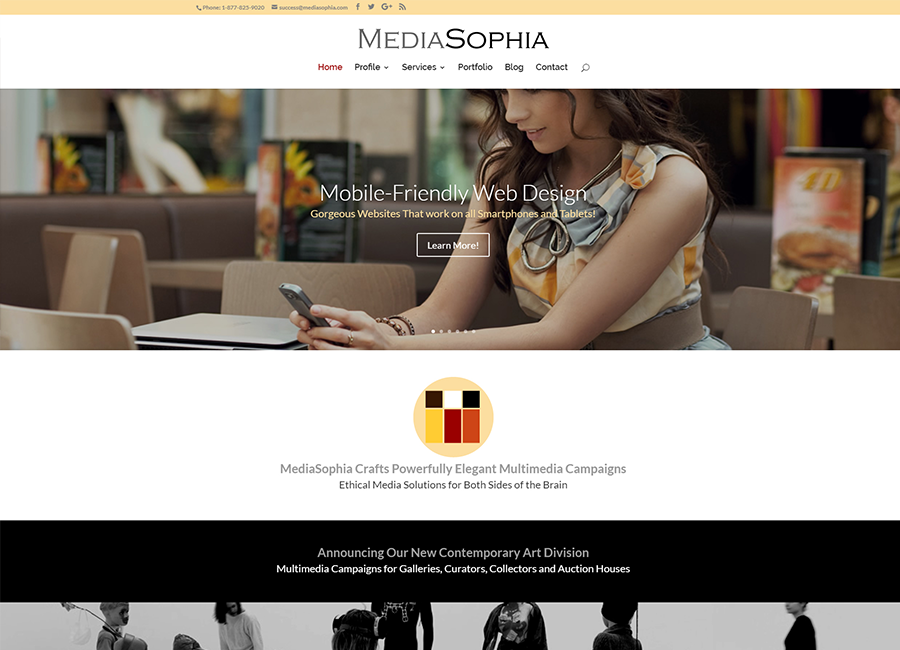 Phone: 1-877-825-9020 success@mediasophia.com
MEDIASOPHIA
Home Profile Services Portfolio Blog Contact
Mobile-Friendly Web Design
Gorgeous Websites That work on all Smartphones and Tablets!
Learn More!
MediaSophia Crafts Powerfully Elegant Multimedia Campaigns
Ethical Media Solutions for Both Sides of the Brain
Announcing Our New Contemporary Art Division
Multimedia Campaigns for Galleries, Curators, Collectors and Auction Houses